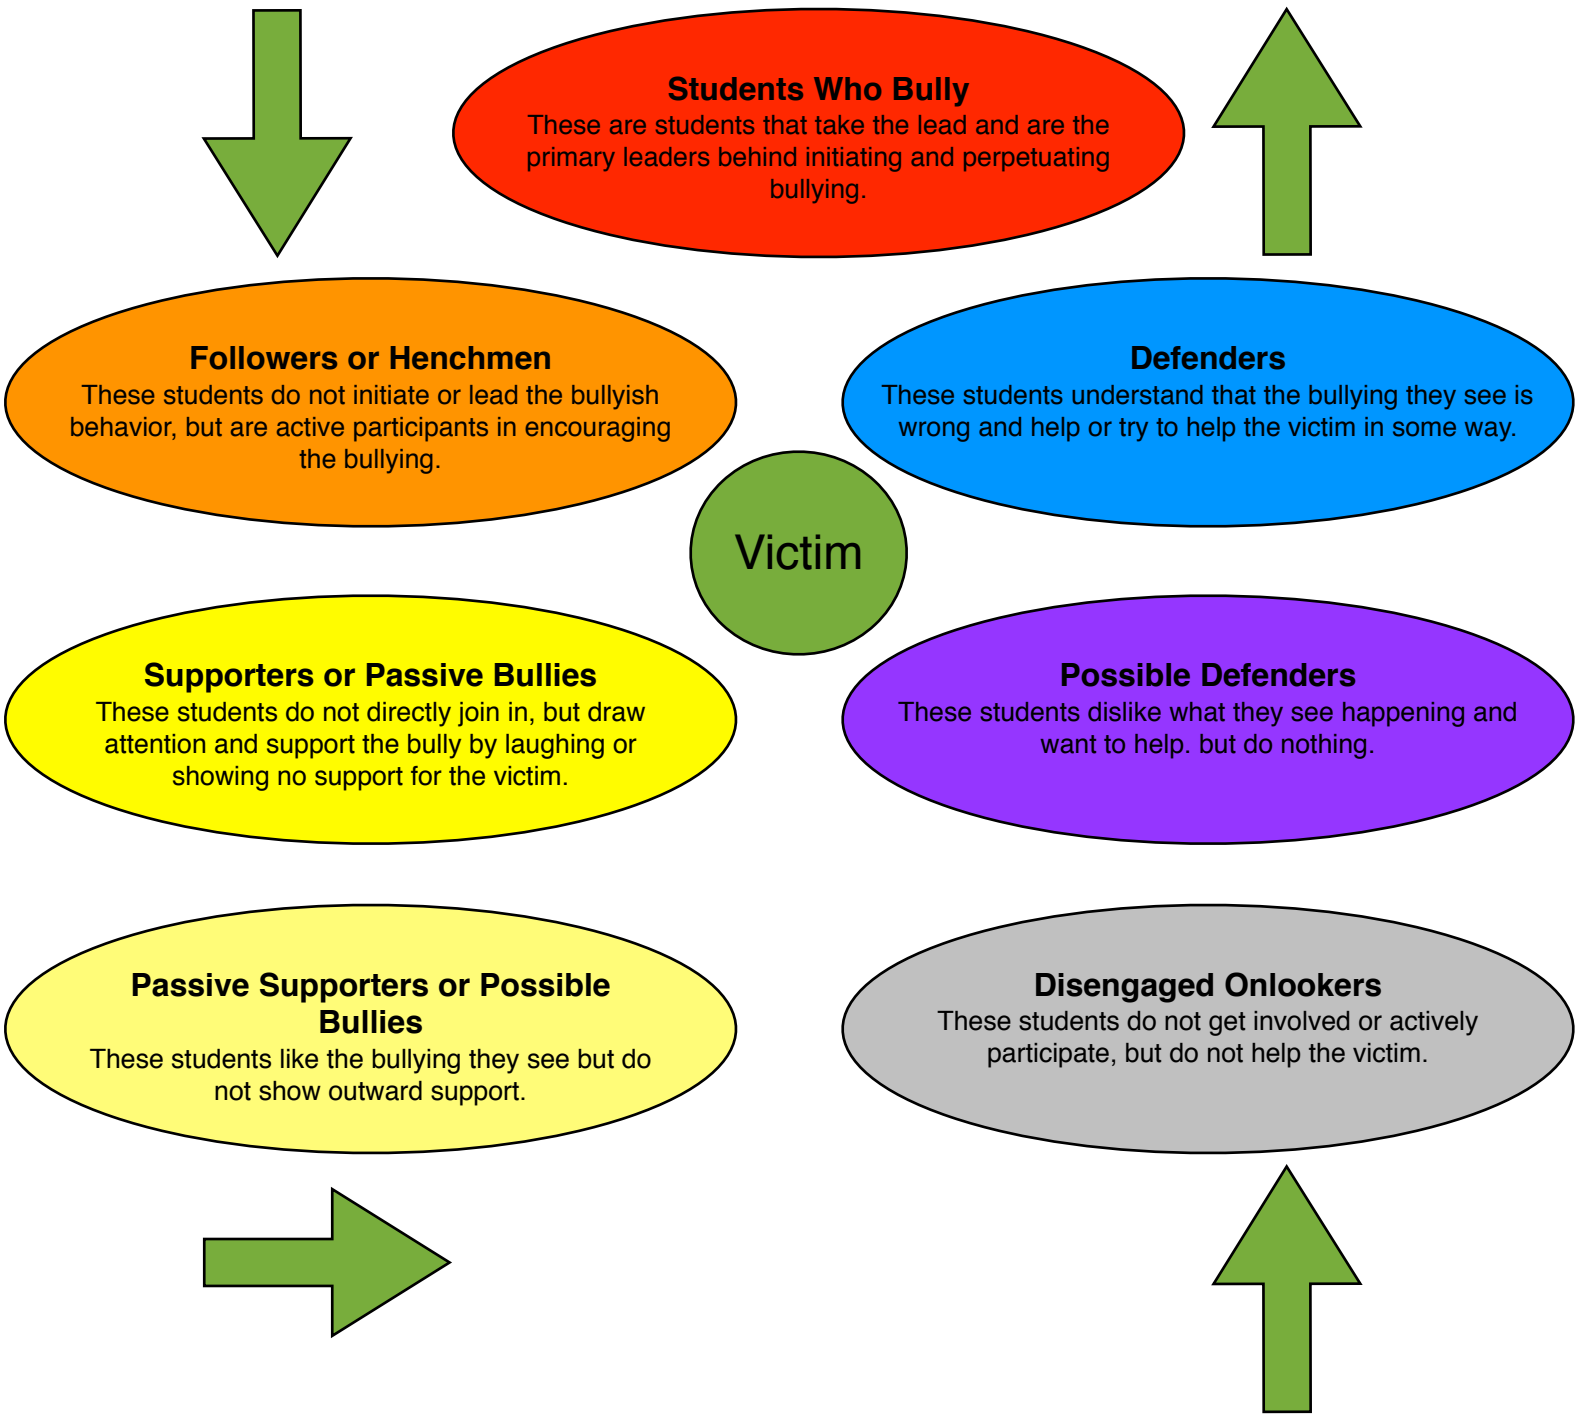 Students Who Bully
These are students that take the lead and are the
primary leaders behind initiating and perpetuating
bullying.
Followers or Henchmen
These students do not initiate or lead the bullyish
behavior, but are active participants in encouraging
the bullying.
Defenders
These students understand that the bullying they see is
wrong and help or try to help the victim in some way.
Victim
Supporters or Passive Bullies
These students do not directly join in, but draw
attention and support the bully by laughing or
showing no support for the victim.
Possible Defenders
These students dislike what they see happening and
want to help. but do nothing.
Passive Supporters or Possible
Bullies
These students like the bullying they see but do
not show outward support.
Disengaged Onlookers
These students do not get involved or actively
participate, but do not help the victim.